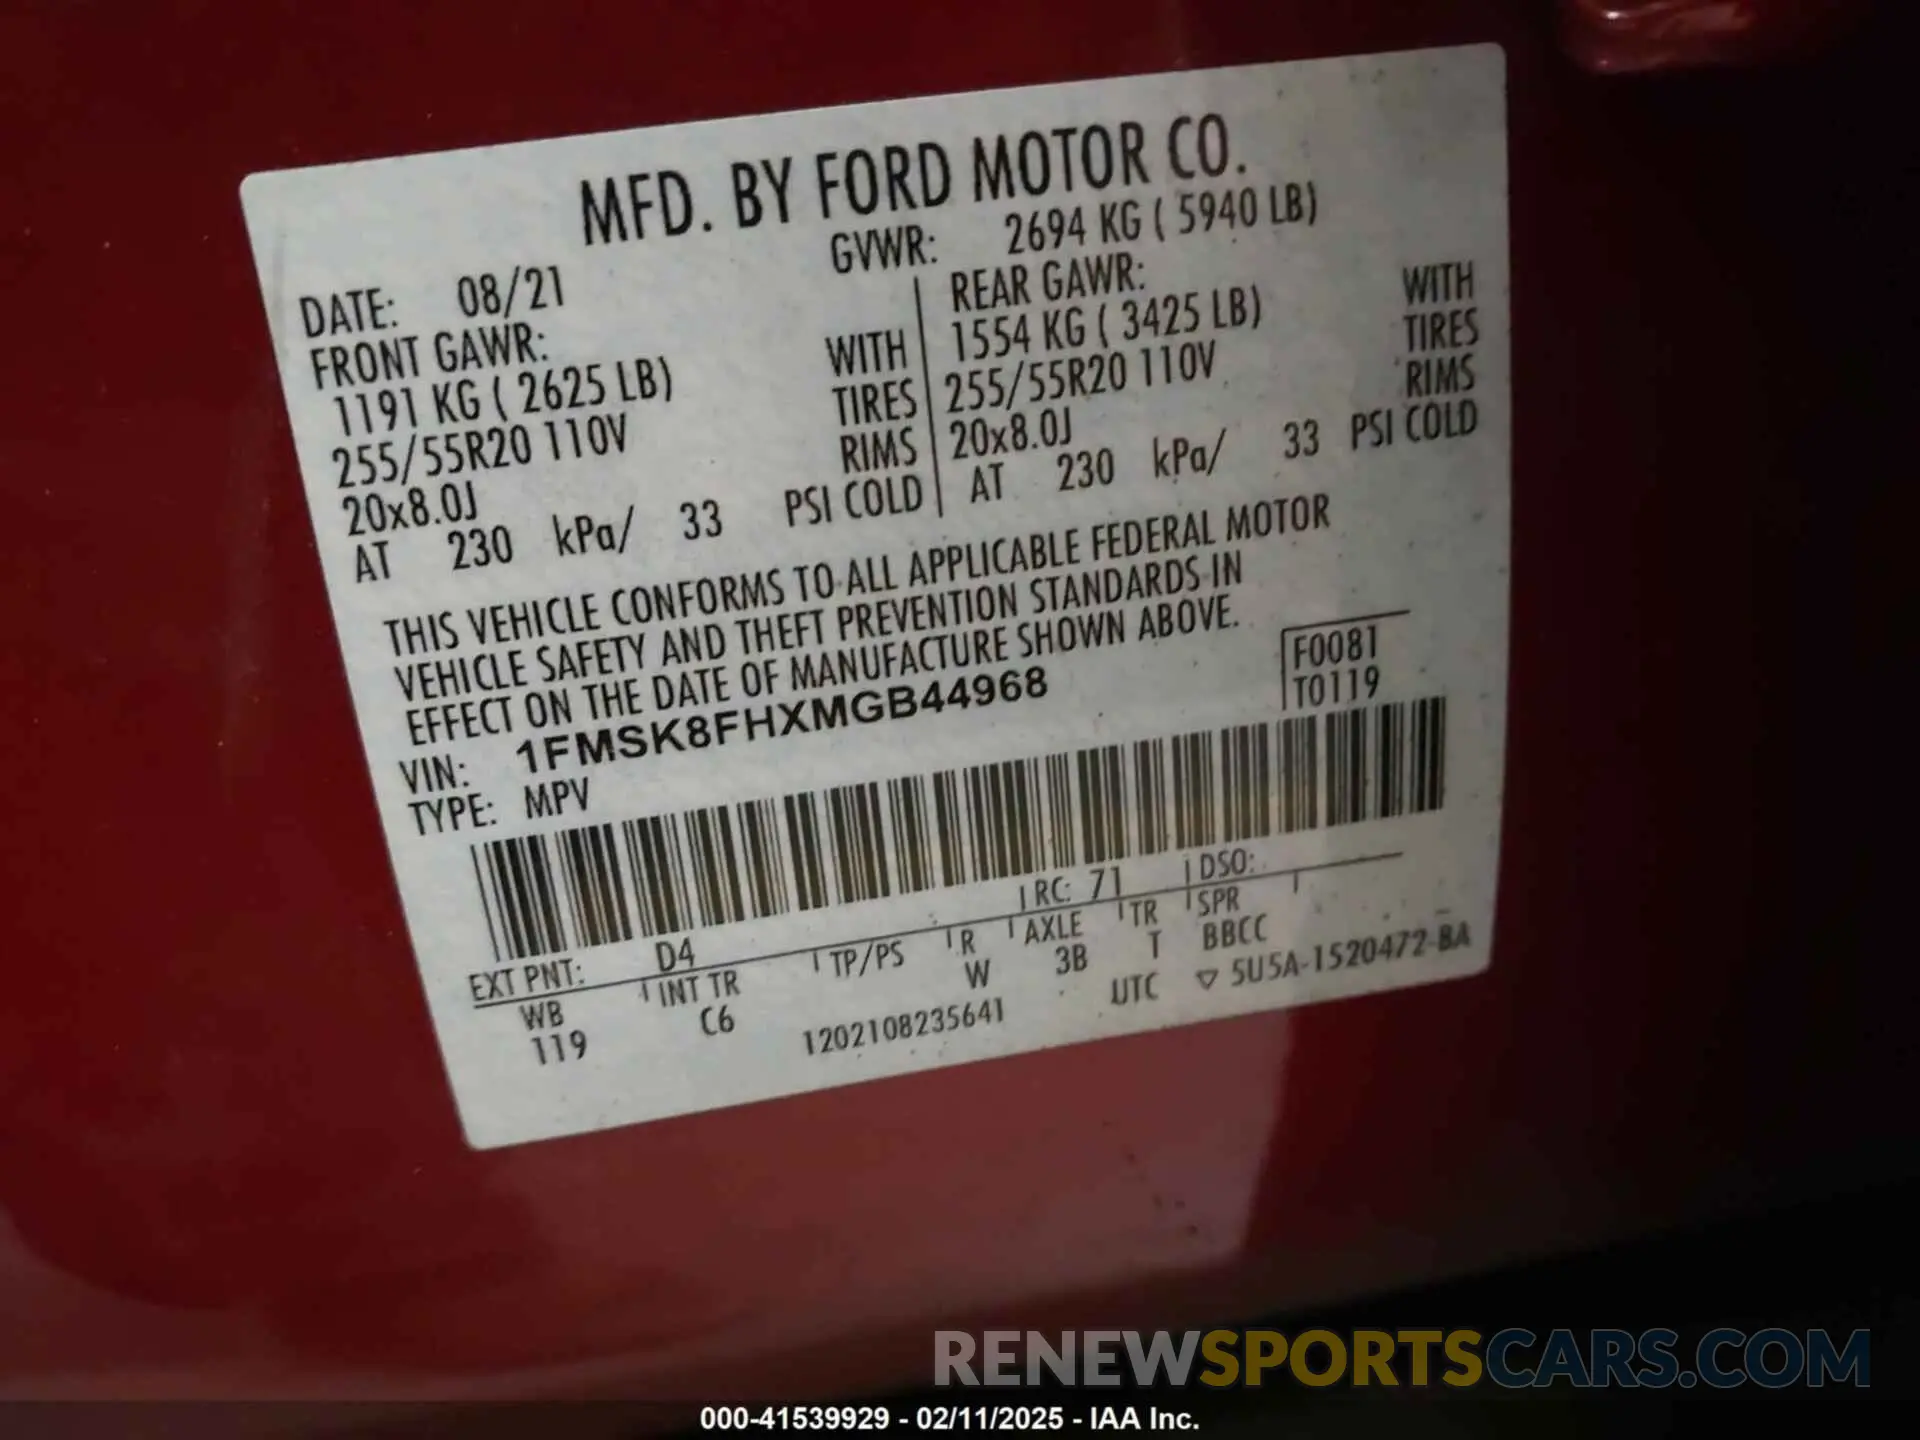 MFD. BY FORD MOTOR CO.
DATE: 08/21 GVWR: 2694 KG ( 5940 LB)
FRONT GAWR: REAR GAWR:
1191 KG ( 2625 LB) WITH 1554 KG ( 3425 LB) WITH
255/55R20 110V TIRES 255/55R20 110V TIRES
20x8.0J RIMS 20x8.0J RIMS
AT 230 kPa/ 33 PSI COLD AT 230 kPa/ 33 PSI COLD
THIS VEHICLE CONFORMS TO ALL APPLICABLE FEDERAL MOTOR
VEHICLE SAFETY AND THEFT PREVENTION STANDARDS IN
EFFECT ON THE DATE OF MANUFACTURE SHOWN ABOVE.
VIN: 1FMSK8FHXMGB44968 F0081
TYPE: MPV T0119
EXT PNT: D4 RC: 71 DSO:
WB INT TR TP/PS R AXLE TR SPR
119 C6 W 3B T BBCC
1202108235641 UTC ▽ 5U5A-1520472-BA
RENEWSPORTSCARS.COM
000-41539929 - 02/11/2025 - IAA Inc.